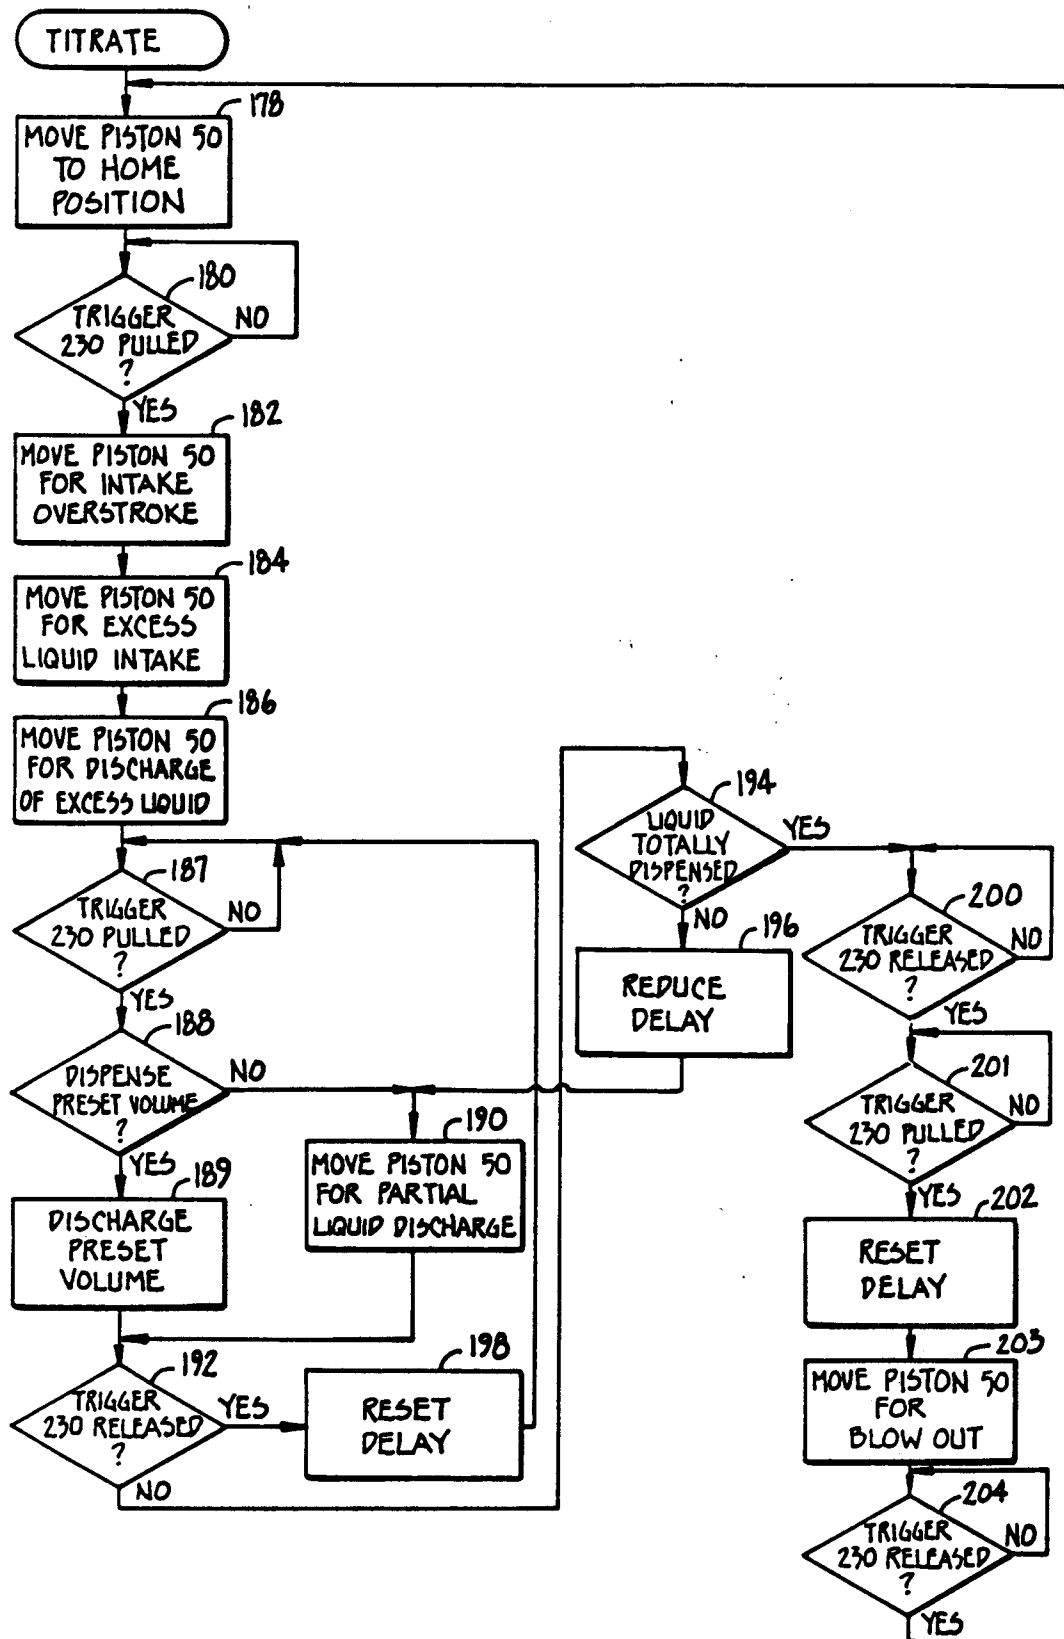 TITRATE
178
MOVE PISTON 50
TO HOME
POSITION
180
TRIGGER
230 PULLED
?
NO
YES
182
MOVE PISTON 50
FOR INTAKE
OVERSTROKE
184
MOVE PISTON 50
FOR EXCESS
LIQUID INTAKE
186
MOVE PISTON 50
FOR DISCHARGE
OF EXCESS LIQUID
187
TRIGGER
230 PULLED
?
NO
YES
188
DISPENSE
PRESET VOLUME
?
NO
YES
189
DISCHARGE
PRESET
VOLUME
190
MOVE PISTON 50
FOR PARTIAL
LIQUID DISCHARGE
192
TRIGGER
230 RELEASED
?
YES
NO
198
RESET
DELAY
194
LIQUID
TOTALLY
DISPENSED
?
YES
NO
196
REDUCE
DELAY
200
TRIGGER
230 RELEASED
?
NO
YES
201
TRIGGER
230 PULLED
?
NO
YES
202
RESET
DELAY
203
MOVE PISTON 50
FOR
BLOW OUT
204
TRIGGER
230 RELEASED
?
NO
YES